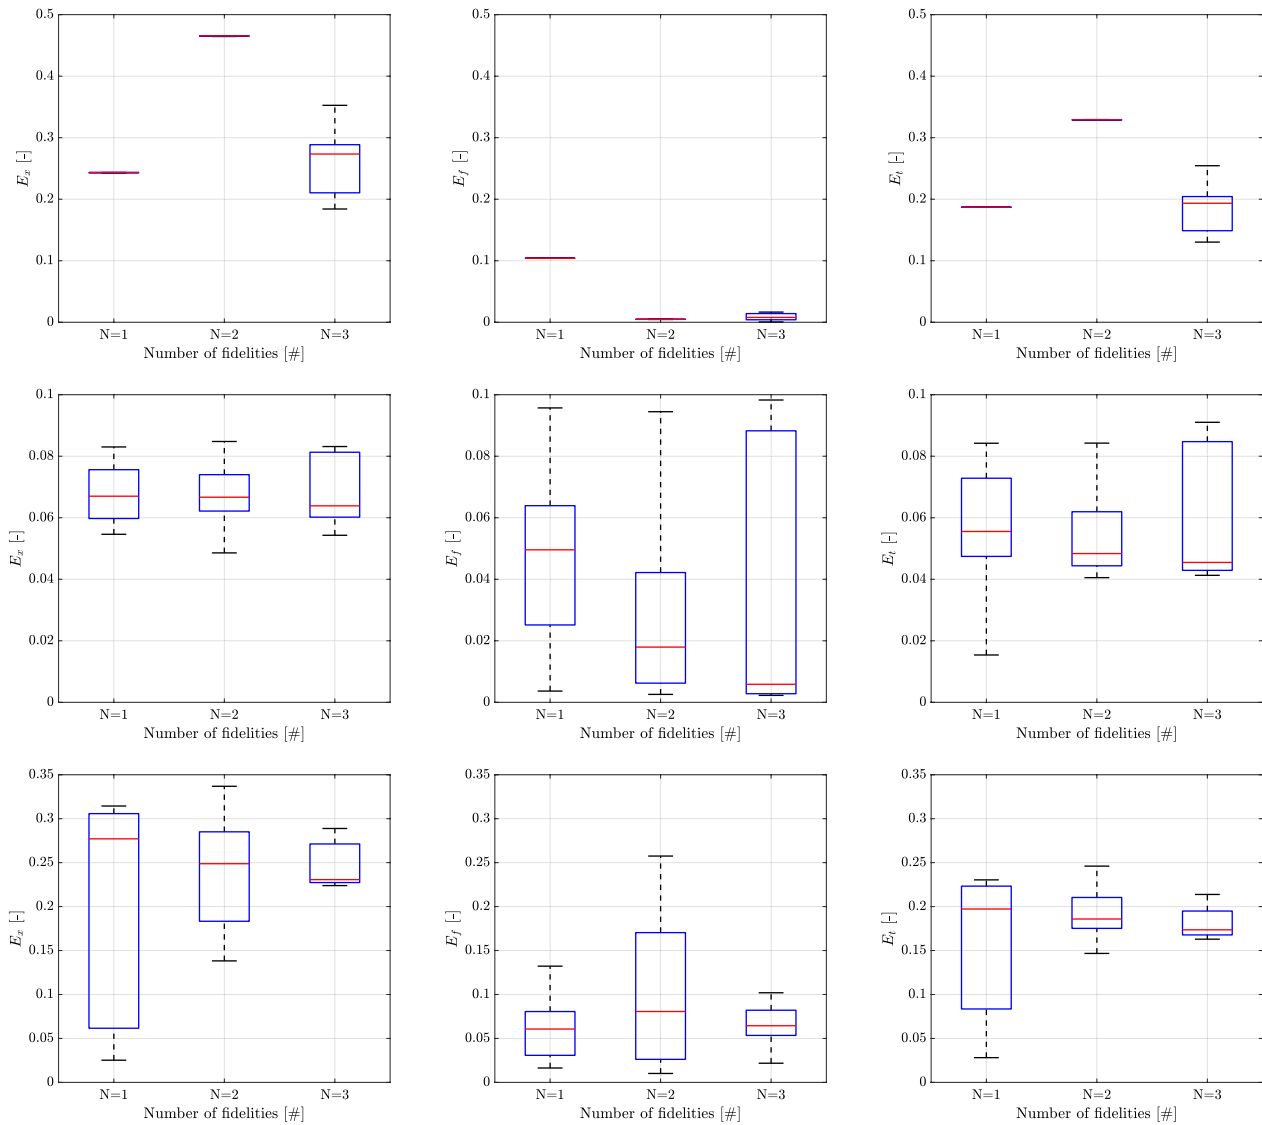 0.5 0.5 0.5
0.4 0.4 0.4
0.3 0.3 0.3
E_x [-] E_f [-] E_t [-]
0.2 0.2 0.2
0.1 0.1 0.1
0 0 0
N=1 N=2 N=3 N=1 N=2 N=3 N=1 N=2 N=3
Number of fidelities [#] Number of fidelities [#] Number of fidelities [#]
0.1 0.1 0.1
0.08 0.08 0.08
0.06 0.06 0.06
E_x [-] E_f [-] E_t [-]
0.04 0.04 0.04
0.02 0.02 0.02
0 0 0
N=1 N=2 N=3 N=1 N=2 N=3 N=1 N=2 N=3
Number of fidelities [#] Number of fidelities [#] Number of fidelities [#]
0.35 0.35 0.35
0.3 0.3 0.3
0.25 0.25 0.25
0.2 0.2 0.2
E_x [-] E_f [-] E_t [-]
0.15 0.15 0.15
0.1 0.1 0.1
0.05 0.05 0.05
0 0 0
N=1 N=2 N=3 N=1 N=2 N=3 N=1 N=2 N=3
Number of fidelities [#] Number of fidelities [#] Number of fidelities [#]